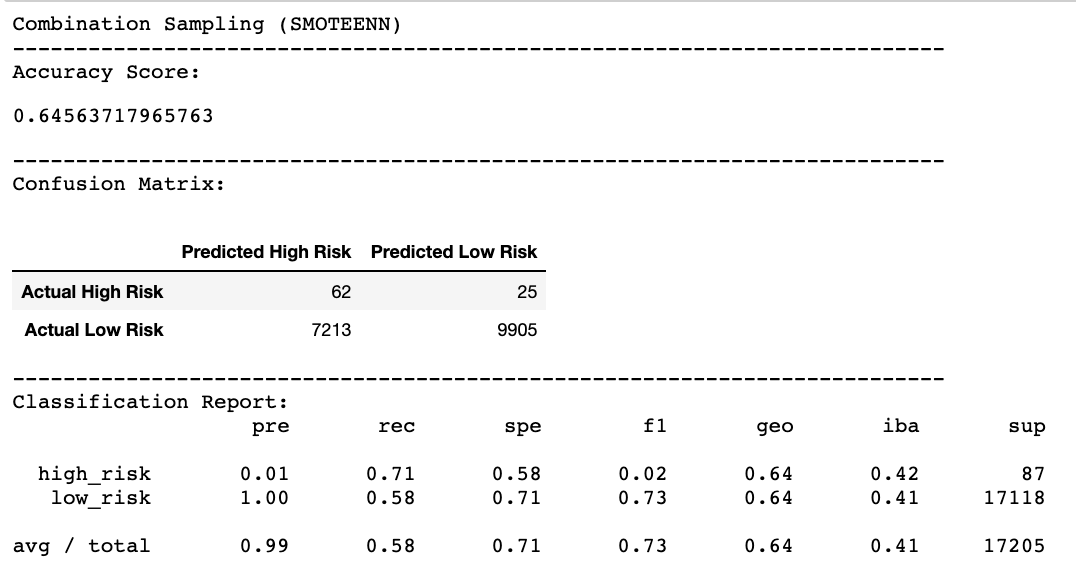 Combination Sampling (SMOTEENN)
------------------------------------------------------------------------
Accuracy Score:
0.64563717965763
------------------------------------------------------------------------
Confusion Matrix:
Predicted High Risk Predicted Low Risk
Actual High Risk 62 25
Actual Low Risk 7213 9905
------------------------------------------------------------------------
Classification Report:
pre rec spe f1 geo iba sup
high_risk 0.01 0.71 0.58 0.02 0.64 0.42 87
low_risk 1.00 0.58 0.71 0.73 0.64 0.41 17118
avg / total 0.99 0.58 0.71 0.73 0.64 0.41 17205